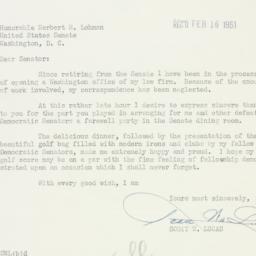 REC'D FEB 16 1951
Honorable Herbert H. Lehman
United States Senate
Washington, D. C.
Dear Senator:
Since retiring from the Senate I have been in the process
of opening a Washington office of my law firm. Because of the
of work involved, my correspondence has been neglected.
At this rather late hour I desire to express sincere
to you for the part you played in arranging for me and other
Democratic Senators a farewell party in the Senate dining room.
The delicious dinner, followed by the presentation of the
beautiful golf bag filled with modern irons and clubs by my fellow
Democratic Senators, made me extremely happy and proud. I hope my
golf score may be on a par with the fine feeling of fellowship
strated upon an occasion which I shall never forget.
With every good wish, I am
Yours most sincerely,
SCOTT W. LUCAS